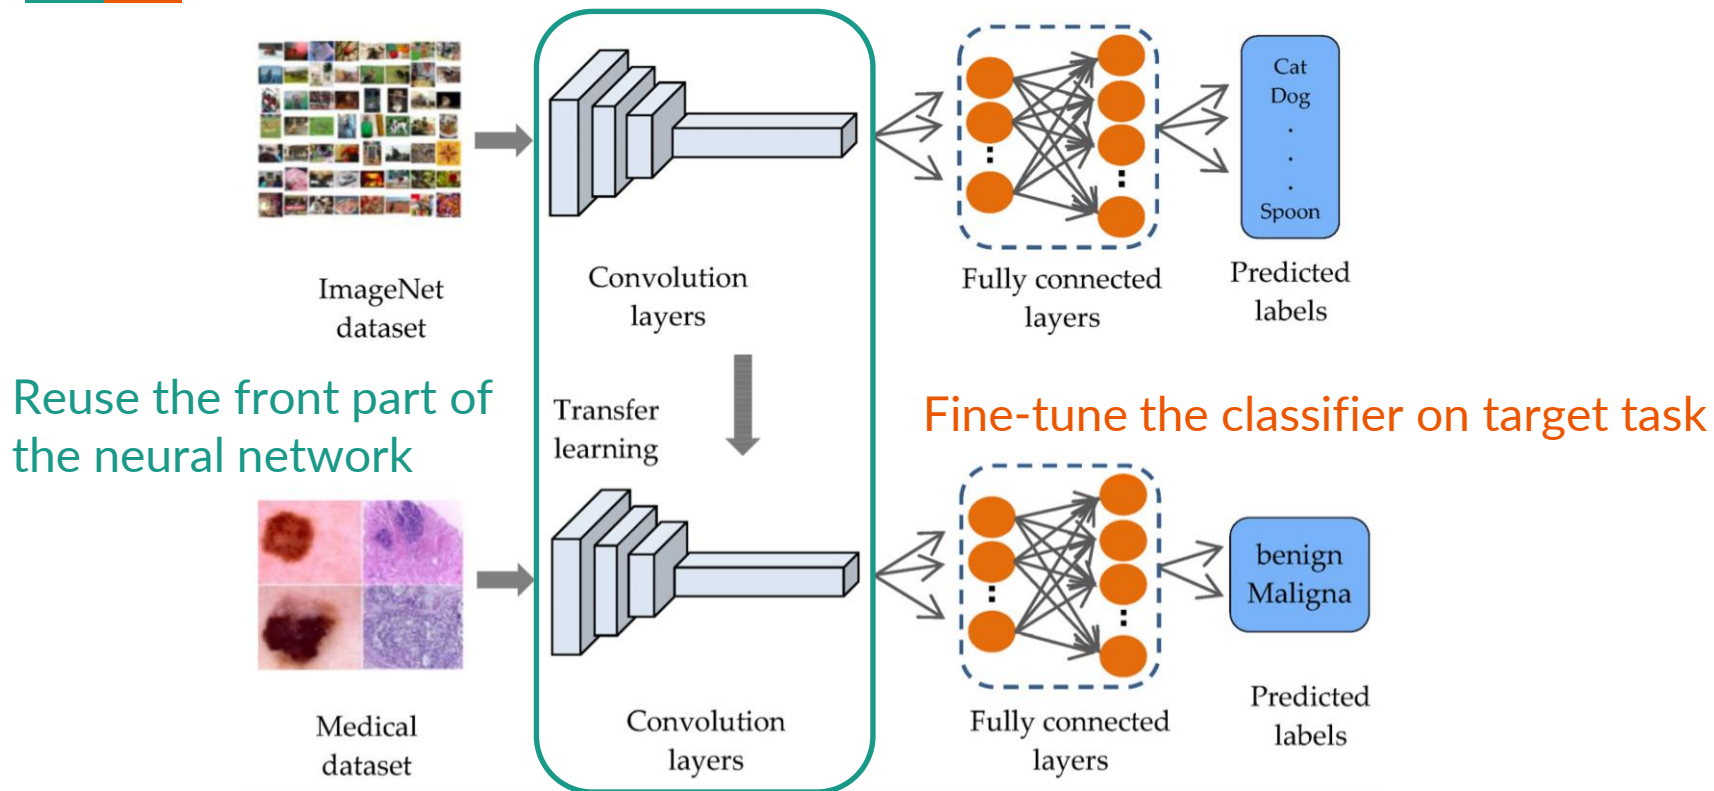 Cat
Dog
.
.
.
Spoon
ImageNet
dataset
Convolution
layers
Fully connected
layers
Predicted
labels
Reuse the front part of
the neural network
Transfer
learning
Fine-tune the classifier on target task
benign
Maligna
Medical
dataset
Convolution
layers
Fully connected
layers
Predicted
labels